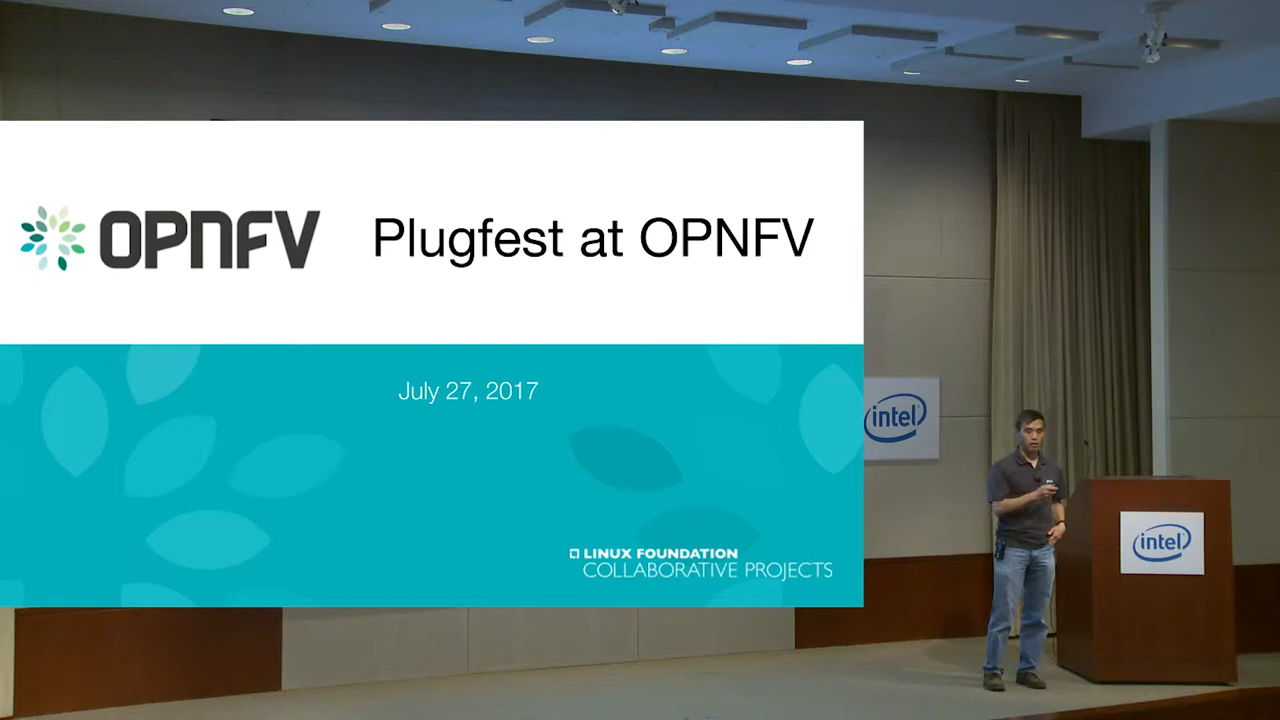 OPNFV
Plugfest at OPNFV
July 27, 2017
LINUX FOUNDATION
COLLABORATIVE PROJECTS
intel
intel